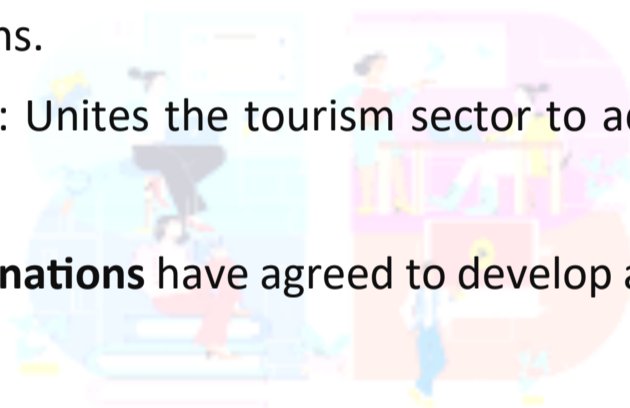 ns.
: Unites the tourism sector to a
nations have agreed to develop a